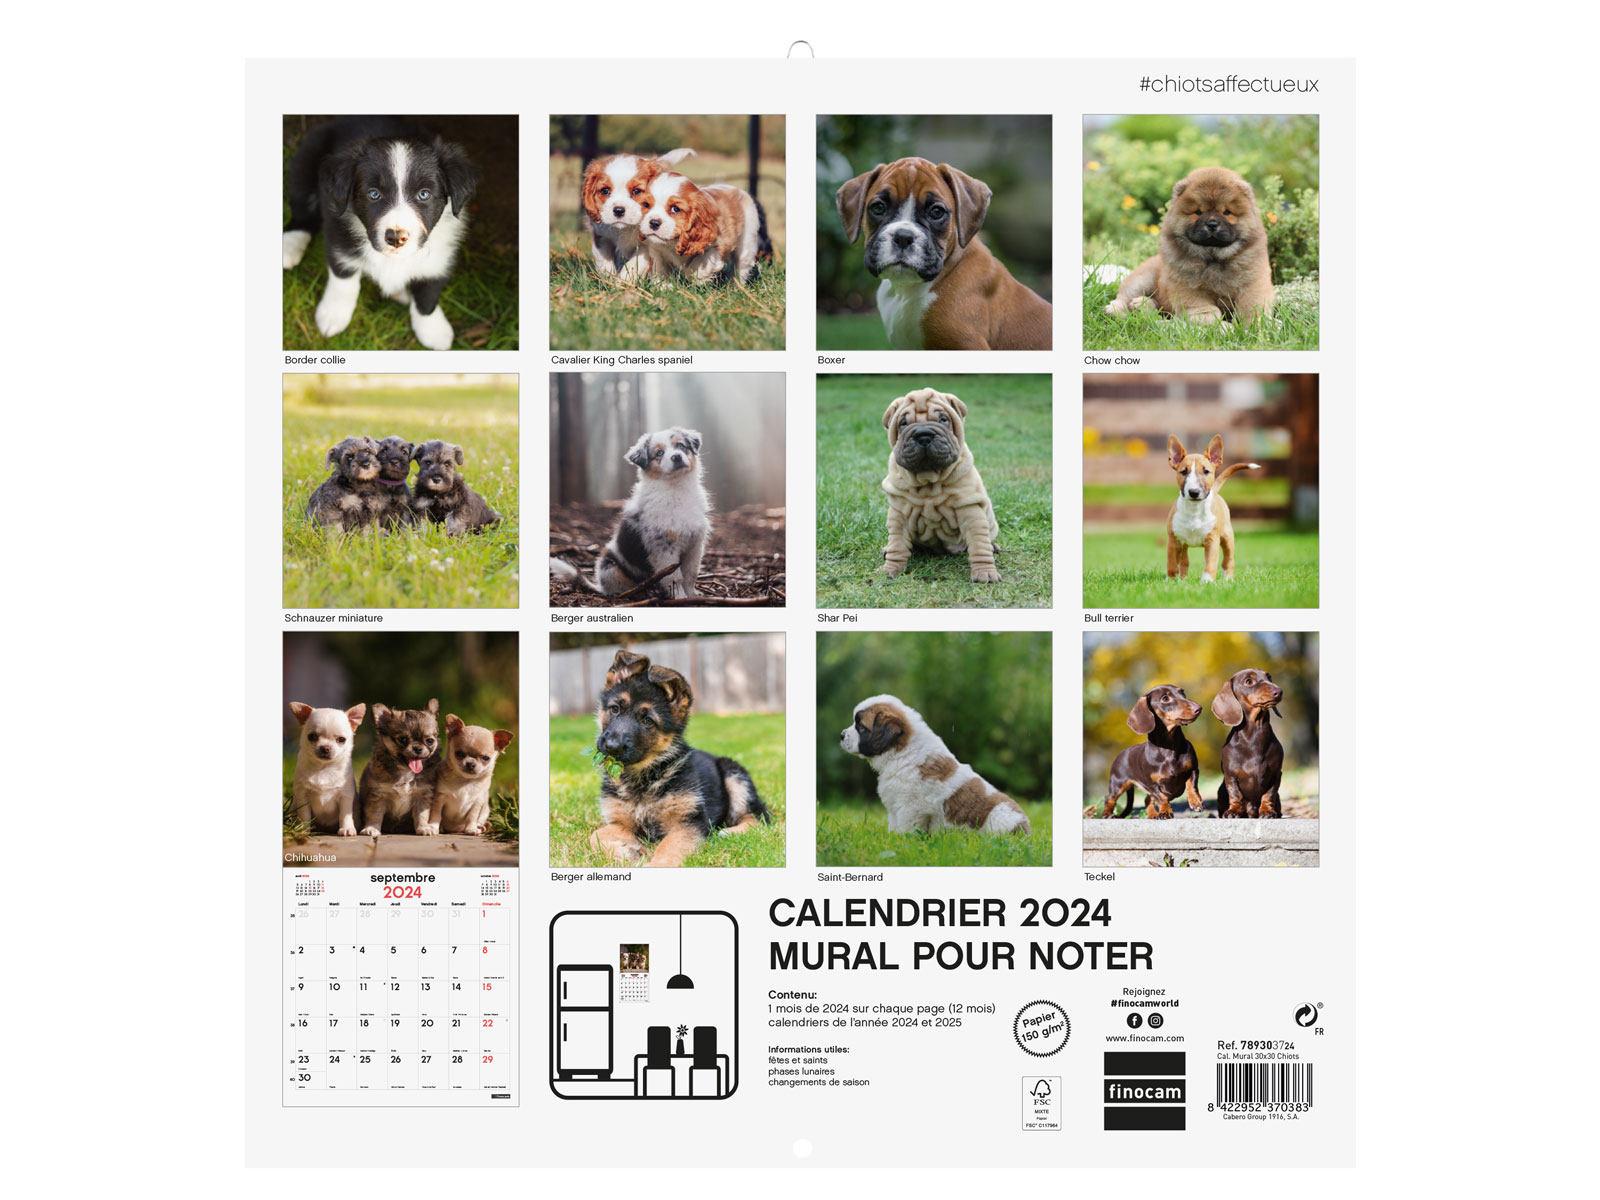 #chiotsaffectueux
Border collie
Cavalier King Charles spaniel
Boxer
Chow chow
Schnauzer miniature
Berger australien
Shar Pei
Bull terrier
Chihuahua
Berger allemand
Saint-Bernard
Teckel
septembre
2024
Lundi Mardi Mercredi Jeudi Vendredi Samedi Dimanche
26 27 28 29 30 31 1
2 3 4 5 6 7 8
9 10 11 12 13 14 15
16 17 18 19 20 21 22
23 24 25 26 27 28 29
30
finocam
CALENDRIER 2024
MURAL POUR NOTER
Contenu:
1 mois de 2024 sur chaque page (12 mois)
calendriers de l'année 2024 et 2025
Informations utiles:
fêtes et saints
phases lunaires
changements de saison
Papier
150 g/m²
FSC
MIXTE
Papier
FSC® C117984
Rejoignez
#finocamworld
www.finocam.com
finocam
®
FR
Ref. 789303724
Cal. Mural 30x30 Chiots
8 422952 370383
Cabero Group 1916, S.A.